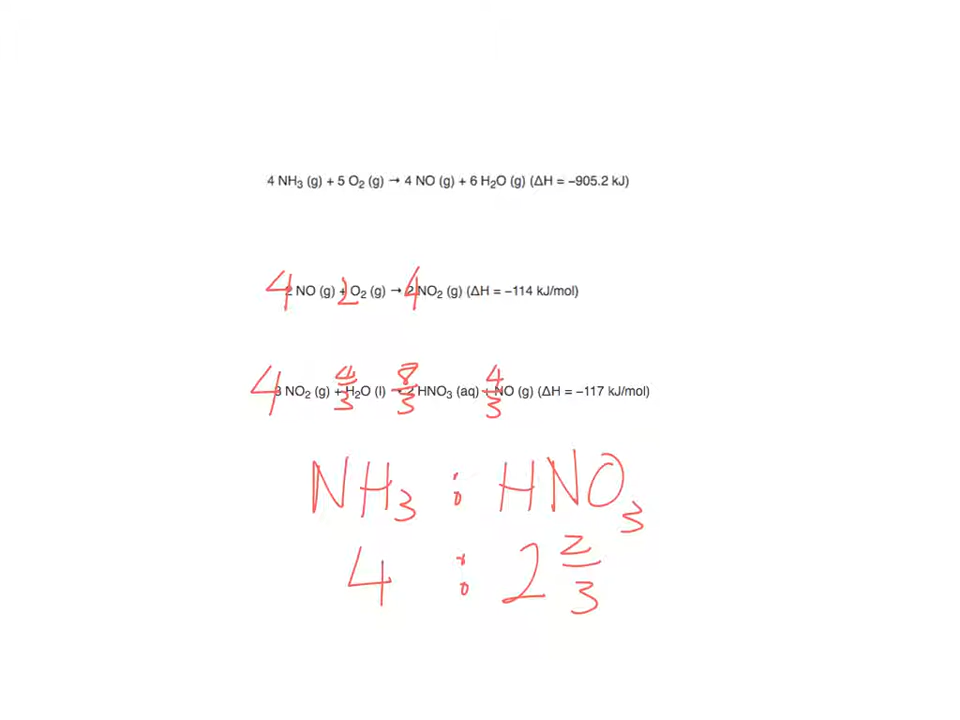 4 NH₃ (g) + 5 O₂ (g) → 4 NO (g) + 6 H₂O (g) (ΔH = −905.2 kJ)
4 2 NO (g) + 2 O₂ (g) → 4 2 NO₂ (g) (ΔH = −114 kJ/mol)
4 3 NO₂ (g) + 4/3 H₂O (l) → 8/3 2 HNO₃ (aq) + 4/3 NO (g) (ΔH = −117 kJ/mol)
NH₃ : HNO₃
4 : 2 2/3